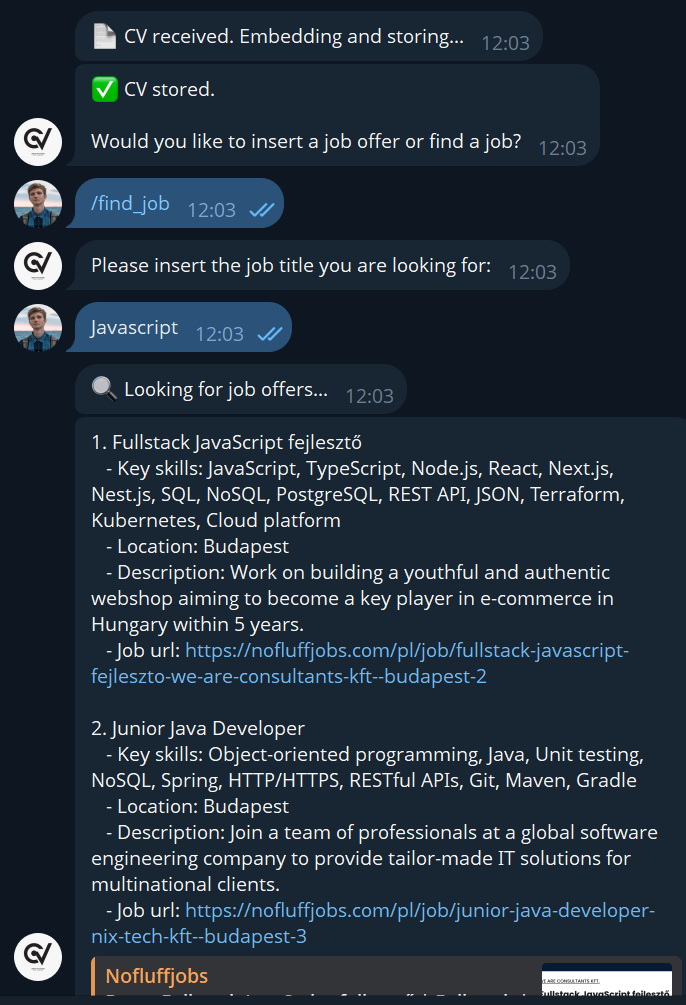 📄 CV received. Embedding and storing... 12:03
✅ CV stored.
Would you like to insert a job offer or find a job? 12:03
/find_job 12:03
Please insert the job title you are looking for: 12:03
Javascript 12:03
🔍 Looking for job offers... 12:03
1. Fullstack JavaScript fejlesztő
- Key skills: JavaScript, TypeScript, Node.js, React, Next.js,
Nest.js, SQL, NoSQL, PostgreSQL, REST API, JSON, Terraform,
Kubernetes, Cloud platform
- Location: Budapest
- Description: Work on building a youthful and authentic
webshop aiming to become a key player in e-commerce in
Hungary within 5 years.
- Job url: https://nofluffjobs.com/pl/job/fullstack-javascript-
fejleszto-we-are-consultants-kft--budapest-2
2. Junior Java Developer
- Key skills: Object-oriented programming, Java, Unit testing,
NoSQL, Spring, HTTP/HTTPS, RESTful APIs, Git, Maven, Gradle
- Location: Budapest
- Description: Join a team of professionals at a global software
engineering company to provide tailor-made IT solutions for
multinational clients.
- Job url: https://nofluffjobs.com/pl/job/junior-java-developer-
nix-tech-kft--budapest-3
Nofluffjobs
WE ARE CONSULTANTS KFT.
Fullstack JavaScript fejlesztő